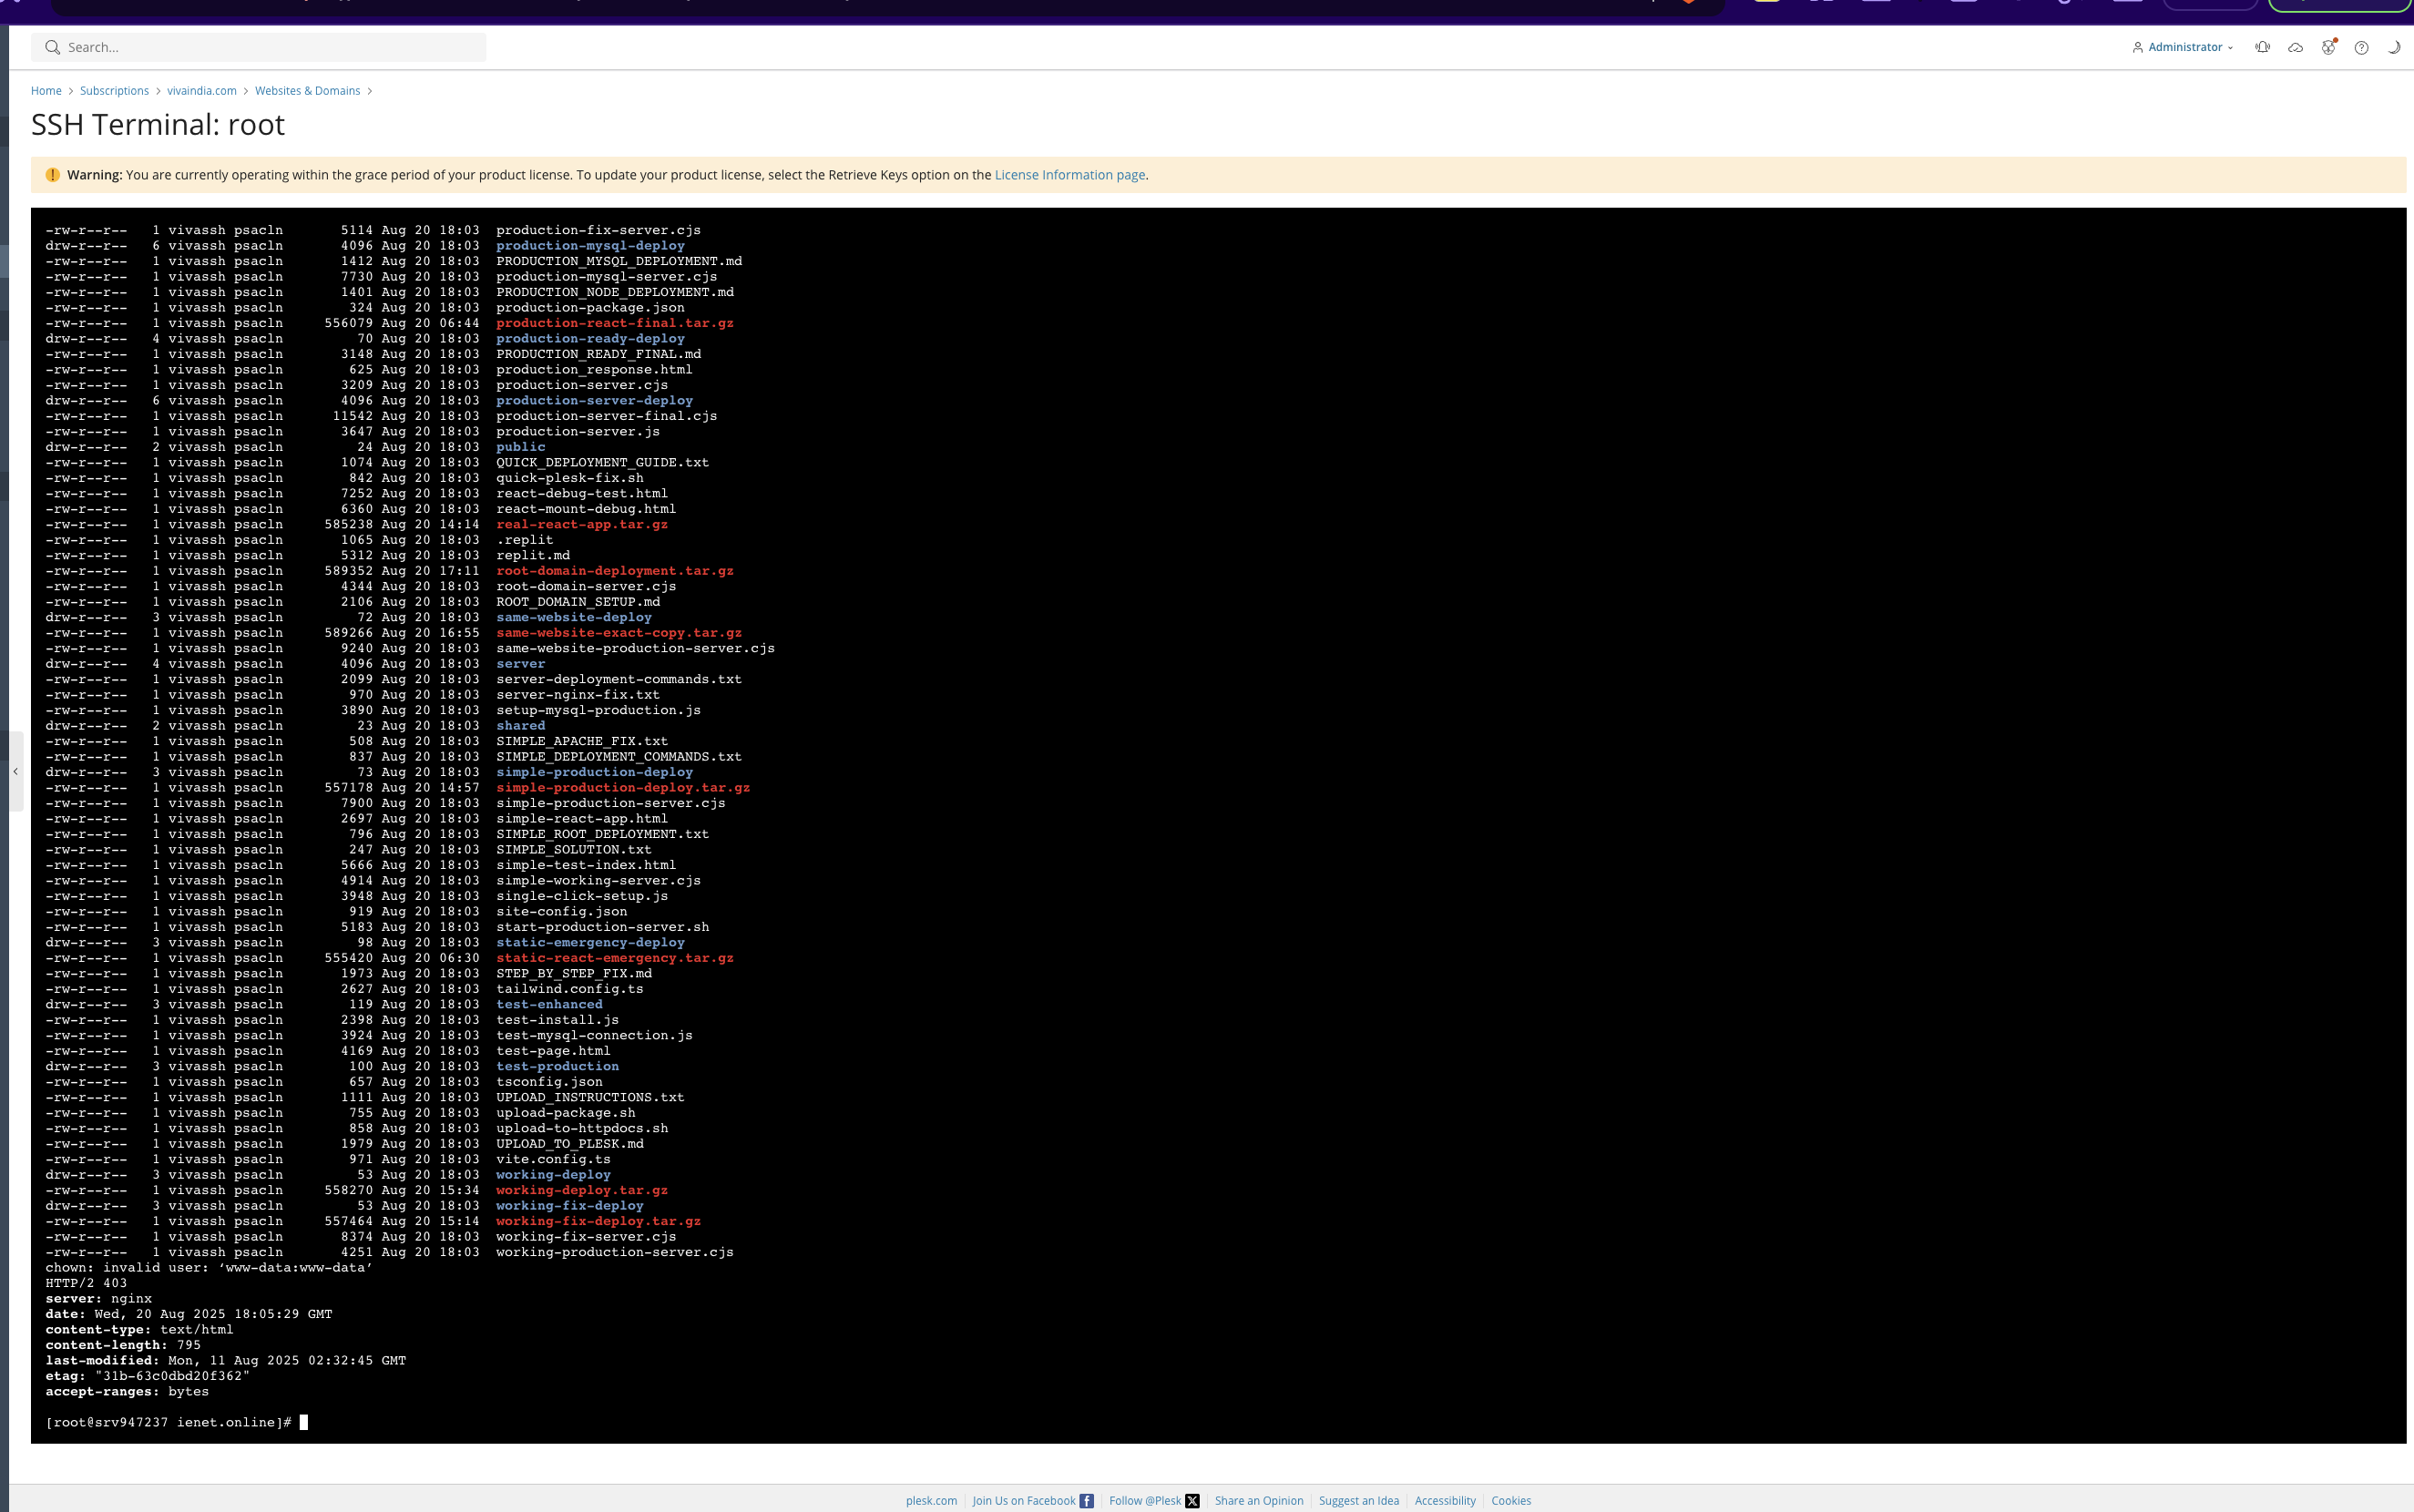 Search...
Administrator
Home > Subscriptions > vivaindia.com > Websites & Domains >
SSH Terminal: root
Warning: You are currently operating within the grace period of your product license. To update your product license, select the Retrieve Keys option on the License Information page.
-rw-r--r-- 1 vivassh psacln 5114 Aug 20 18:03 production-fix-server.cjs
drw-r--r-- 6 vivassh psacln 4096 Aug 20 18:03 production-mysql-deploy
-rw-r--r-- 1 vivassh psacln 1412 Aug 20 18:03 PRODUCTION_MYSQL_DEPLOYMENT.md
-rw-r--r-- 1 vivassh psacln 7730 Aug 20 18:03 production-mysql-server.cjs
-rw-r--r-- 1 vivassh psacln 1401 Aug 20 18:03 PRODUCTION_NODE_DEPLOYMENT.md
-rw-r--r-- 1 vivassh psacln 324 Aug 20 18:03 production-package.json
-rw-r--r-- 1 vivassh psacln 556079 Aug 20 06:44 production-react-final.tar.gz
drw-r--r-- 4 vivassh psacln 70 Aug 20 18:03 production-ready-deploy
-rw-r--r-- 1 vivassh psacln 3148 Aug 20 18:03 PRODUCTION_READY_FINAL.md
-rw-r--r-- 1 vivassh psacln 625 Aug 20 18:03 production_response.html
-rw-r--r-- 1 vivassh psacln 3209 Aug 20 18:03 production-server.cjs
drw-r--r-- 6 vivassh psacln 4096 Aug 20 18:03 production-server-deploy
-rw-r--r-- 1 vivassh psacln 11542 Aug 20 18:03 production-server-final.cjs
-rw-r--r-- 1 vivassh psacln 3647 Aug 20 18:03 production-server.js
drw-r--r-- 2 vivassh psacln 24 Aug 20 18:03 public
-rw-r--r-- 1 vivassh psacln 1074 Aug 20 18:03 QUICK_DEPLOYMENT_GUIDE.txt
-rw-r--r-- 1 vivassh psacln 842 Aug 20 18:03 quick-plesk-fix.sh
-rw-r--r-- 1 vivassh psacln 7252 Aug 20 18:03 react-debug-test.html
-rw-r--r-- 1 vivassh psacln 6360 Aug 20 18:03 react-mount-debug.html
-rw-r--r-- 1 vivassh psacln 585238 Aug 20 14:14 real-react-app.tar.gz
-rw-r--r-- 1 vivassh psacln 1065 Aug 20 18:03 .replit
-rw-r--r-- 1 vivassh psacln 5312 Aug 20 18:03 replit.md
-rw-r--r-- 1 vivassh psacln 589352 Aug 20 17:11 root-domain-deployment.tar.gz
-rw-r--r-- 1 vivassh psacln 4344 Aug 20 18:03 root-domain-server.cjs
-rw-r--r-- 1 vivassh psacln 2106 Aug 20 18:03 ROOT_DOMAIN_SETUP.md
drw-r--r-- 3 vivassh psacln 72 Aug 20 18:03 same-website-deploy
-rw-r--r-- 1 vivassh psacln 589266 Aug 20 16:55 same-website-exact-copy.tar.gz
-rw-r--r-- 1 vivassh psacln 9240 Aug 20 18:03 same-website-production-server.cjs
drw-r--r-- 4 vivassh psacln 4096 Aug 20 18:03 server
-rw-r--r-- 1 vivassh psacln 2099 Aug 20 18:03 server-deployment-commands.txt
-rw-r--r-- 1 vivassh psacln 970 Aug 20 18:03 server-nginx-fix.txt
-rw-r--r-- 1 vivassh psacln 3890 Aug 20 18:03 setup-mysql-production.js
drw-r--r-- 2 vivassh psacln 23 Aug 20 18:03 shared
-rw-r--r-- 1 vivassh psacln 508 Aug 20 18:03 SIMPLE_APACHE_FIX.txt
-rw-r--r-- 1 vivassh psacln 837 Aug 20 18:03 SIMPLE_DEPLOYMENT_COMMANDS.txt
drw-r--r-- 3 vivassh psacln 73 Aug 20 18:03 simple-production-deploy
-rw-r--r-- 1 vivassh psacln 557178 Aug 20 14:57 simple-production-deploy.tar.gz
-rw-r--r-- 1 vivassh psacln 7900 Aug 20 18:03 simple-production-server.cjs
-rw-r--r-- 1 vivassh psacln 2697 Aug 20 18:03 simple-react-app.html
-rw-r--r-- 1 vivassh psacln 796 Aug 20 18:03 SIMPLE_ROOT_DEPLOYMENT.txt
-rw-r--r-- 1 vivassh psacln 247 Aug 20 18:03 SIMPLE_SOLUTION.txt
-rw-r--r-- 1 vivassh psacln 5666 Aug 20 18:03 simple-test-index.html
-rw-r--r-- 1 vivassh psacln 4914 Aug 20 18:03 simple-working-server.cjs
-rw-r--r-- 1 vivassh psacln 3948 Aug 20 18:03 single-click-setup.js
-rw-r--r-- 1 vivassh psacln 919 Aug 20 18:03 site-config.json
-rw-r--r-- 1 vivassh psacln 5183 Aug 20 18:03 start-production-server.sh
drw-r--r-- 3 vivassh psacln 98 Aug 20 18:03 static-emergency-deploy
-rw-r--r-- 1 vivassh psacln 555420 Aug 20 06:30 static-react-emergency.tar.gz
-rw-r--r-- 1 vivassh psacln 1973 Aug 20 18:03 STEP_BY_STEP_FIX.md
-rw-r--r-- 1 vivassh psacln 2627 Aug 20 18:03 tailwind.config.ts
drw-r--r-- 3 vivassh psacln 119 Aug 20 18:03 test-enhanced
-rw-r--r-- 1 vivassh psacln 2398 Aug 20 18:03 test-install.js
-rw-r--r-- 1 vivassh psacln 3924 Aug 20 18:03 test-mysql-connection.js
-rw-r--r-- 1 vivassh psacln 4169 Aug 20 18:03 test-page.html
drw-r--r-- 3 vivassh psacln 100 Aug 20 18:03 test-production
-rw-r--r-- 1 vivassh psacln 657 Aug 20 18:03 tsconfig.json
-rw-r--r-- 1 vivassh psacln 1111 Aug 20 18:03 UPLOAD_INSTRUCTIONS.txt
-rw-r--r-- 1 vivassh psacln 755 Aug 20 18:03 upload-package.sh
-rw-r--r-- 1 vivassh psacln 858 Aug 20 18:03 upload-to-httpdocs.sh
-rw-r--r-- 1 vivassh psacln 1979 Aug 20 18:03 UPLOAD_TO_PLESK.md
-rw-r--r-- 1 vivassh psacln 971 Aug 20 18:03 vite.config.ts
drw-r--r-- 3 vivassh psacln 53 Aug 20 18:03 working-deploy
-rw-r--r-- 1 vivassh psacln 558270 Aug 20 15:34 working-deploy.tar.gz
drw-r--r-- 3 vivassh psacln 53 Aug 20 18:03 working-fix-deploy
-rw-r--r-- 1 vivassh psacln 557464 Aug 20 15:14 working-fix-deploy.tar.gz
-rw-r--r-- 1 vivassh psacln 8374 Aug 20 18:03 working-fix-server.cjs
-rw-r--r-- 1 vivassh psacln 4251 Aug 20 18:03 working-production-server.cjs
chown: invalid user: ‘www-data:www-data’
HTTP/2 403
server: nginx
date: Wed, 20 Aug 2025 18:05:29 GMT
content-type: text/html
content-length: 795
last-modified: Mon, 11 Aug 2025 02:32:45 GMT
etag: "31b-63c0dbd20f362"
accept-ranges: bytes
[root@srv947237 ienet.online]#
plesk.com Join Us on Facebook Follow @Plesk Share an Opinion Suggest an Idea Accessibility Cookies